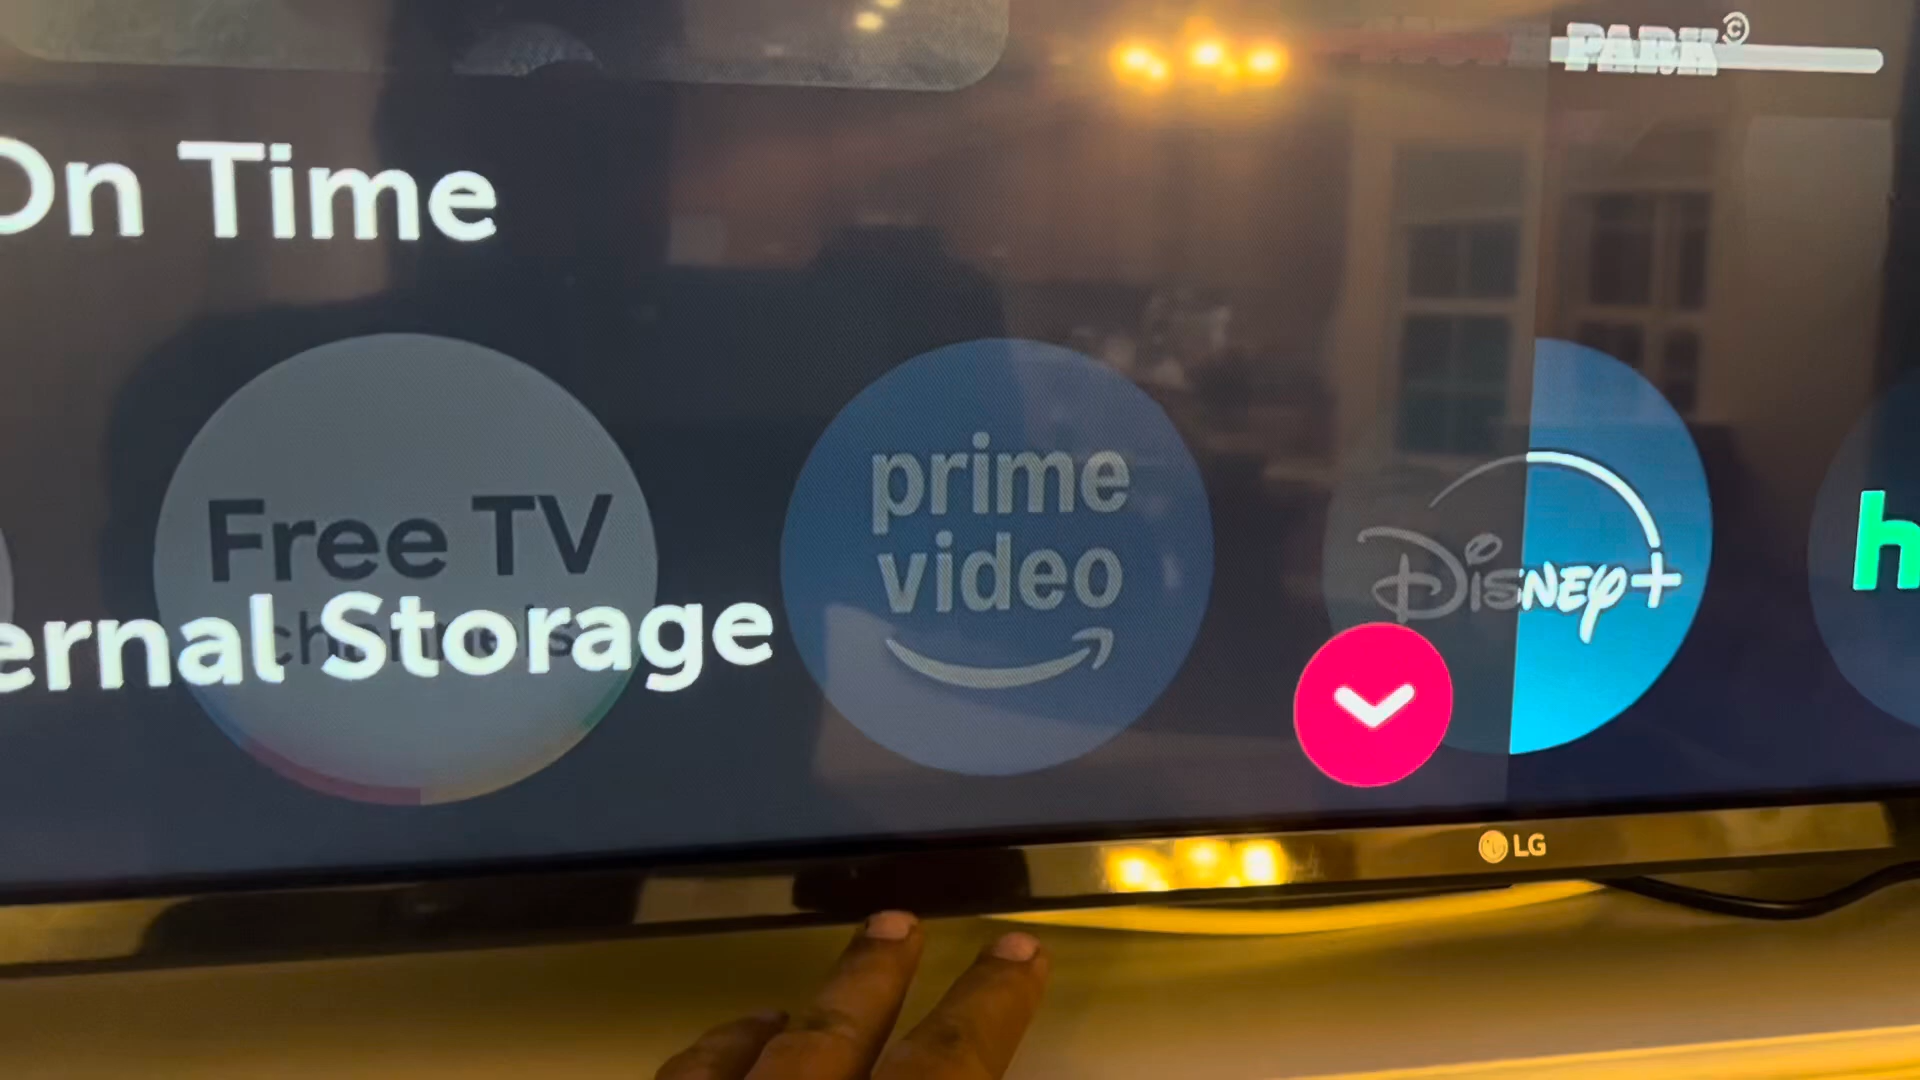 PARK
On Time
Free TV
prime
video
Disney+
h
ernal Storage
LG